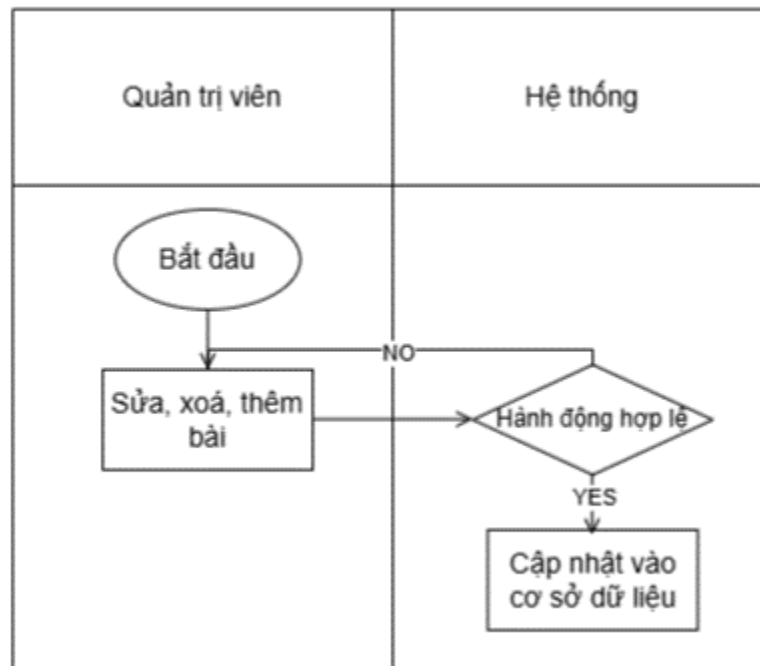 Quản trị viên
Hệ thống
Bắt đầu
NO
Sửa, xoá, thêm
bài
Hành động hợp lệ
YES
Cập nhật vào
cơ sở dữ liệu